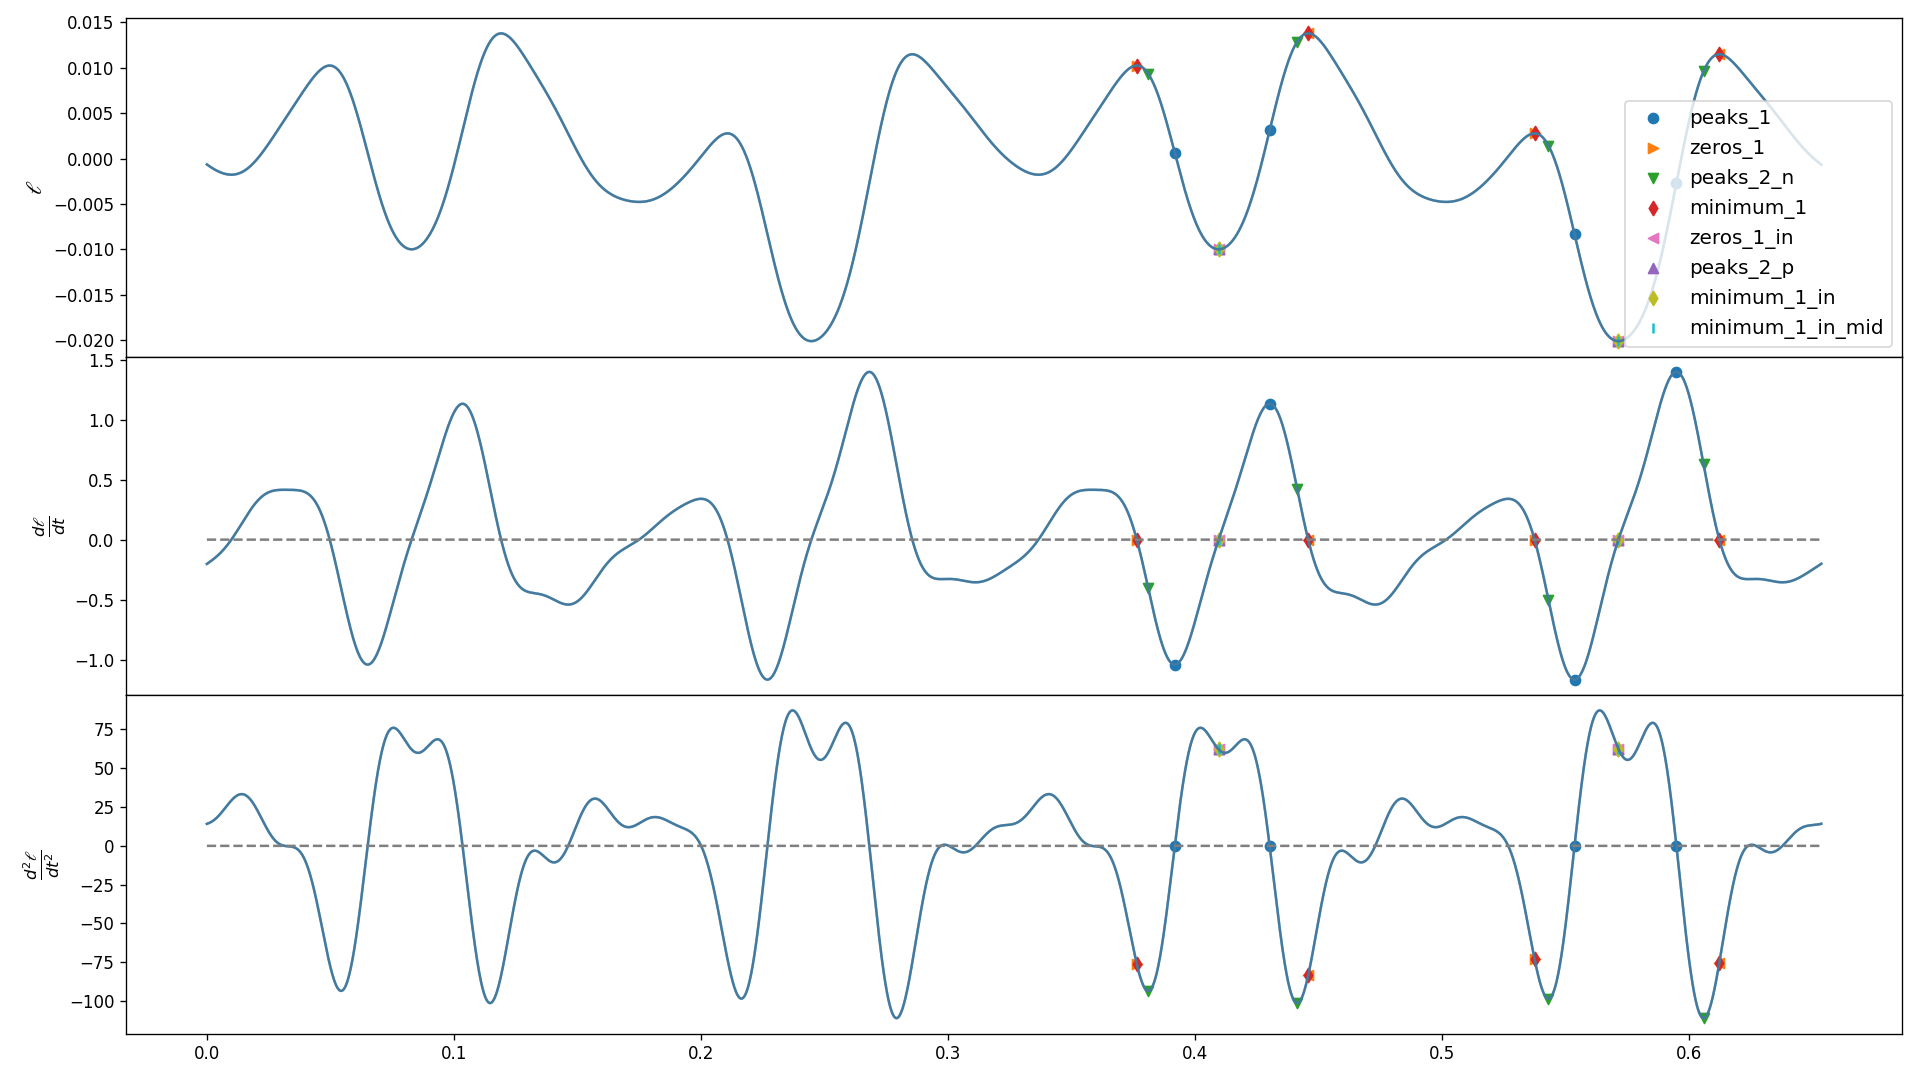 0.015
0.010
0.005
0.000
−0.005
−0.010
−0.015
−0.020
ℓ
peaks_1
zeros_1
peaks_2_n
minimum_1
zeros_1_in
peaks_2_p
minimum_1_in
minimum_1_in_mid
1.5
1.0
0.5
0.0
−0.5
−1.0
dℓ
dt
75
50
25
0
−25
−50
−75
−100
d²ℓ
dt²
0.0 0.1 0.2 0.3 0.4 0.5 0.6